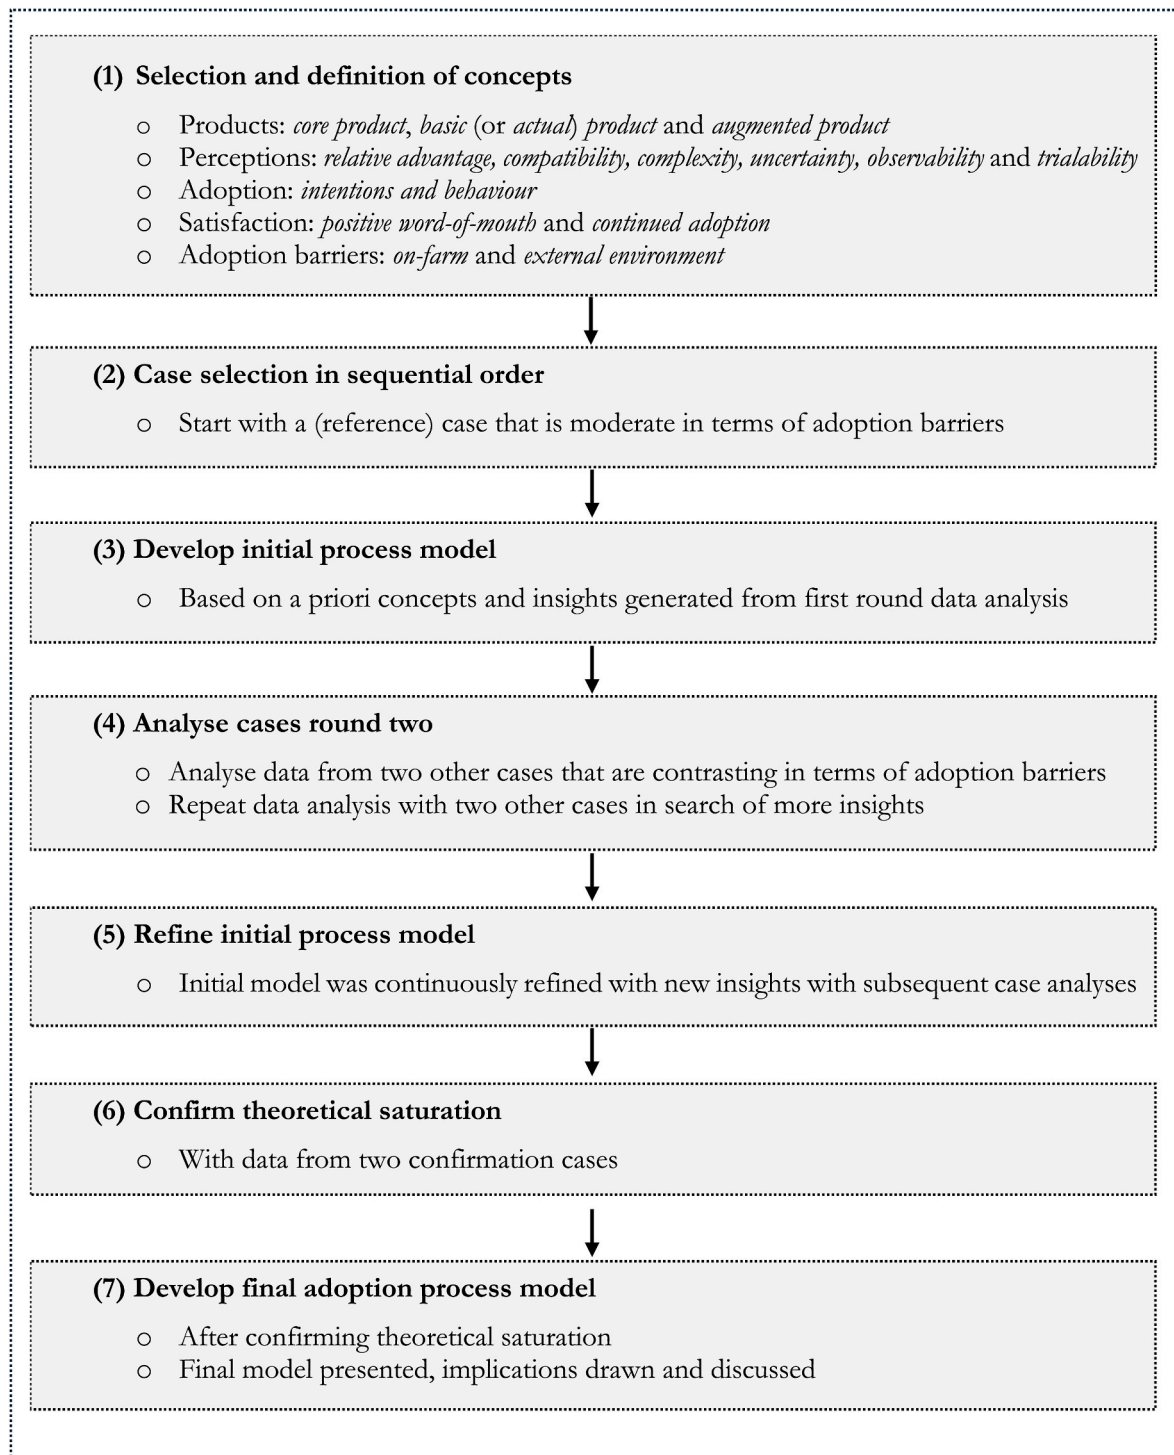 (1) Selection and definition of concepts
o Products: core product, basic (or actual) product and augmented product
o Perceptions: relative advantage, compatibility, complexity, uncertainty, observability and trialability
o Adoption: intentions and behaviour
o Satisfaction: positive word-of-mouth and continued adoption
o Adoption barriers: on-farm and external environment
(2) Case selection in sequential order
o Start with a (reference) case that is moderate in terms of adoption barriers
(3) Develop initial process model
o Based on a priori concepts and insights generated from first round data analysis
(4) Analyse cases round two
o Analyse data from two other cases that are contrasting in terms of adoption barriers
o Repeat data analysis with two other cases in search of more insights
(5) Refine initial process model
o Initial model was continuously refined with new insights with subsequent case analyses
(6) Confirm theoretical saturation
o With data from two confirmation cases
(7) Develop final adoption process model
o After confirming theoretical saturation
o Final model presented, implications drawn and discussed